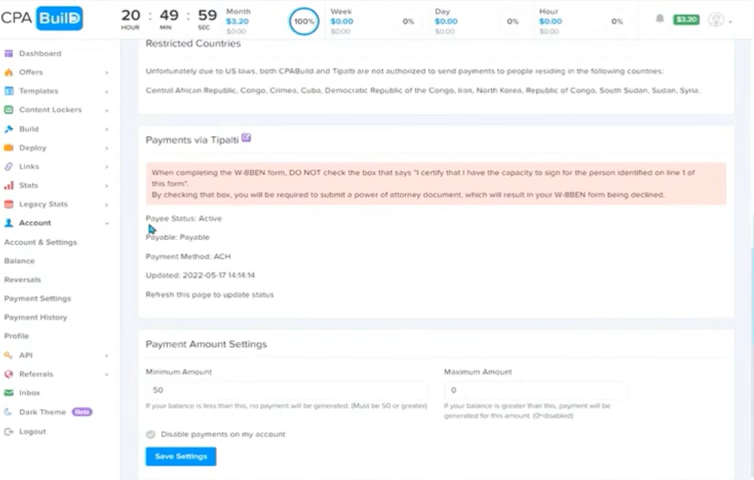 CPA BuilD
20 : 49 : 59
HOUR MIN SEC
Month
$3.20
$0.00
100%
Week
$0.00
$0.00
0%
Day
$0.00
$0.00
0%
Hour
$0.00
$0.00
0%
$3.20
Dashboard
Offers
Templates
Content Lockers
Build
Deploy
Links
Stats
Legacy Stats
Account
Account & Settings
Balance
Reversals
Payment Settings
Payment History
Profile
API
Referrals
Inbox
Dark Theme Beta
Logout
Restricted Countries
Unfortunately due to US laws, both CPABuild and Tipalti are not authorized to send payments to people residing in the following countries:
Central African Republic, Congo, Crimea, Cuba, Democratic Republic of the Congo, Iran, North Korea, Republic of Congo, South Sudan, Sudan, Syria.
Payments via Tipalti
When completing the W-8BEN form, DO NOT check the box that says "I certify that I have the capacity to sign for the person identified on line 1 of
this form".
By checking that box, you will be required to submit a power of attorney document, which will result in your W-8BEN form being declined.
Payee Status: Active
Payable: Payable
Payment Method: ACH
Updated: 2022-05-17 14:14:14
Refresh this page to update status
Payment Amount Settings
Minimum Amount
50
If your balance is less than this, no payment will be generated. (Must be 50 or greater)
Maximum Amount
0
If your balance is greater than this, payment will be
generated for this amount. (0=disabled)
Disable payments on my account
Save Settings